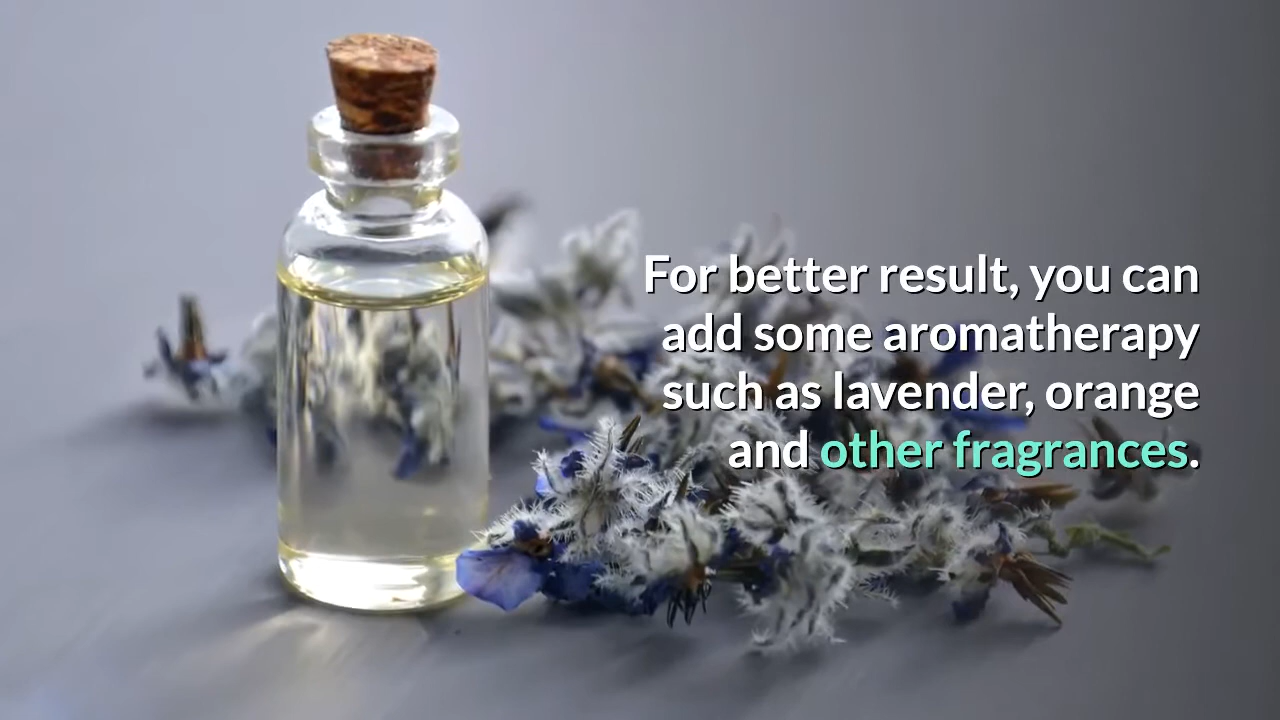 For better result, you can
add some aromatherapy
such as lavender, orange
and other fragrances.